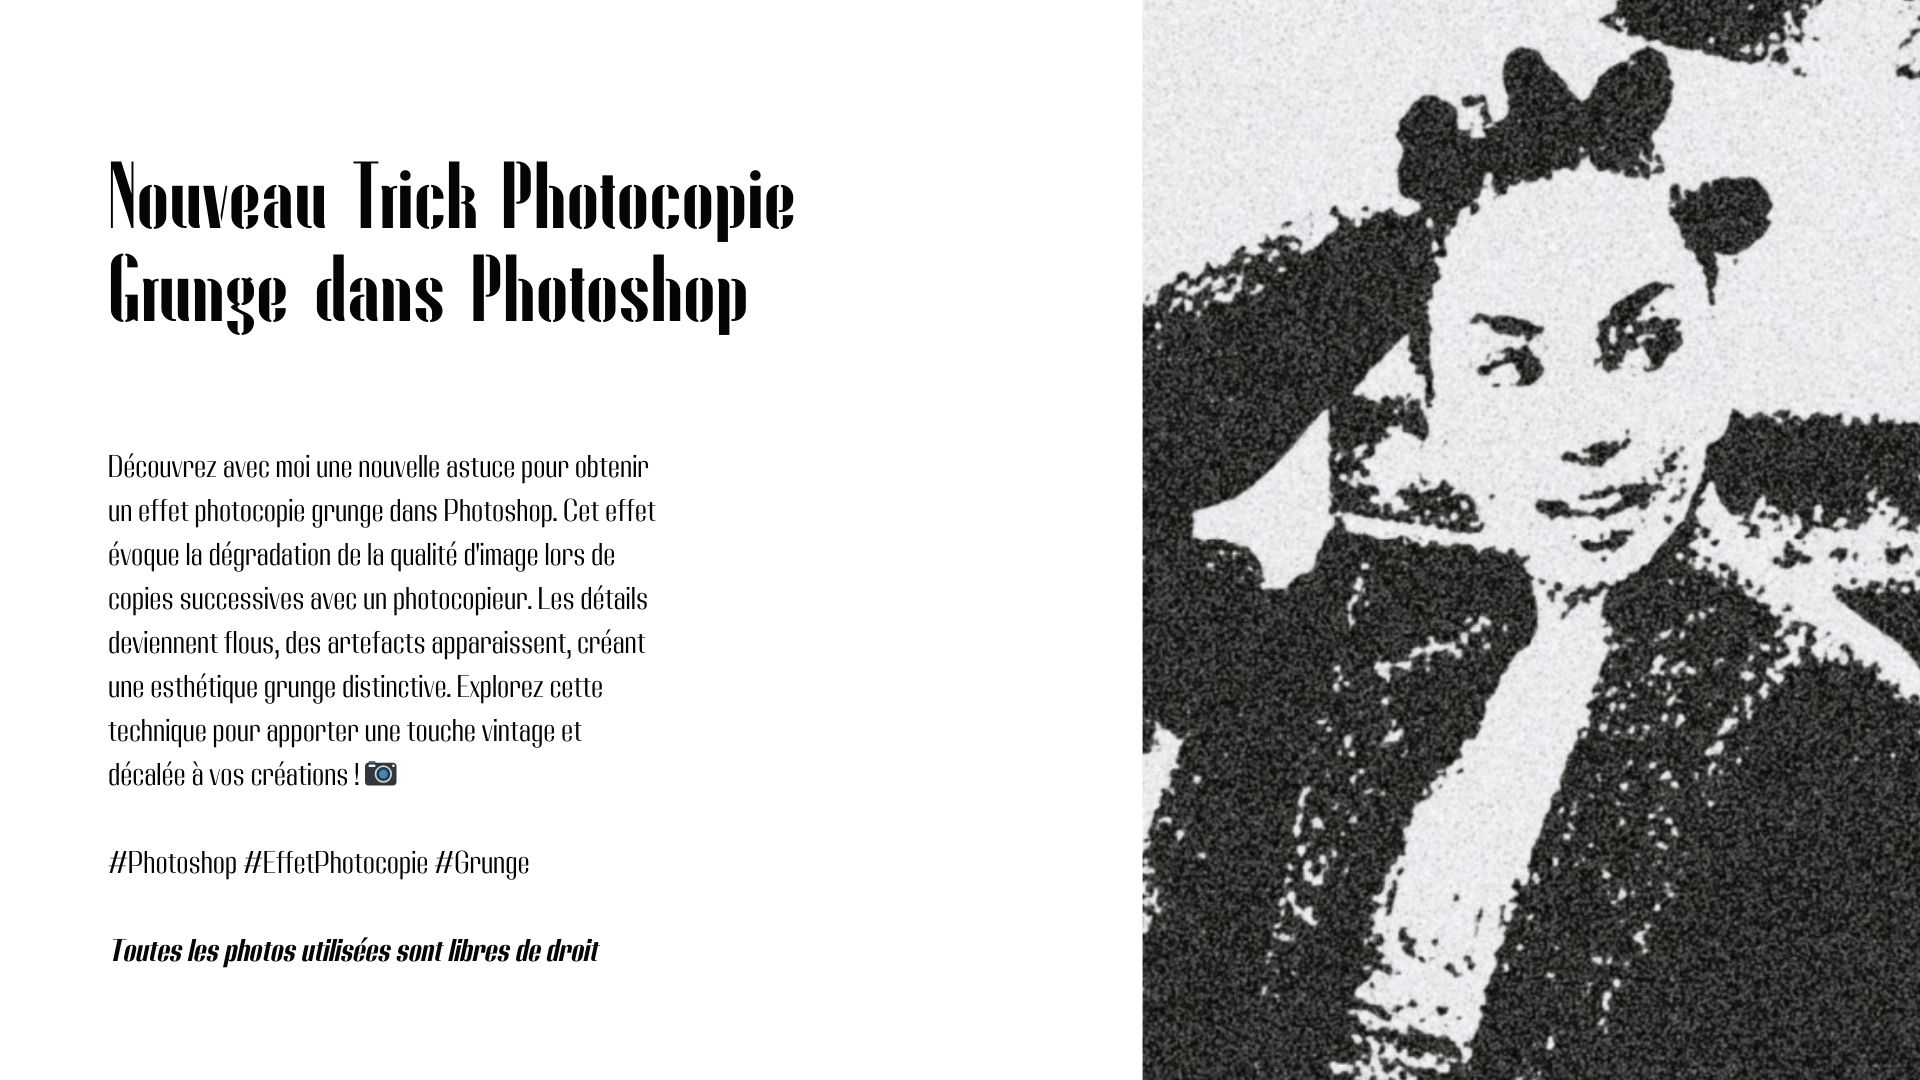 Nouveau Trick Photocopie
Grunge dans Photoshop
Découvrez avec moi une nouvelle astuce pour obtenir
un effet photocopie grunge dans Photoshop. Cet effet
évoque la dégradation de la qualité d'image lors de
copies successives avec un photocopieur. Les détails
deviennent flous, des artefacts apparaissent, créant
une esthétique grunge distinctive. Explorez cette
technique pour apporter une touche vintage et
décalée à vos créations ! 📷
#Photoshop #EffetPhotocopie #Grunge
Toutes les photos utilisées sont libres de droit